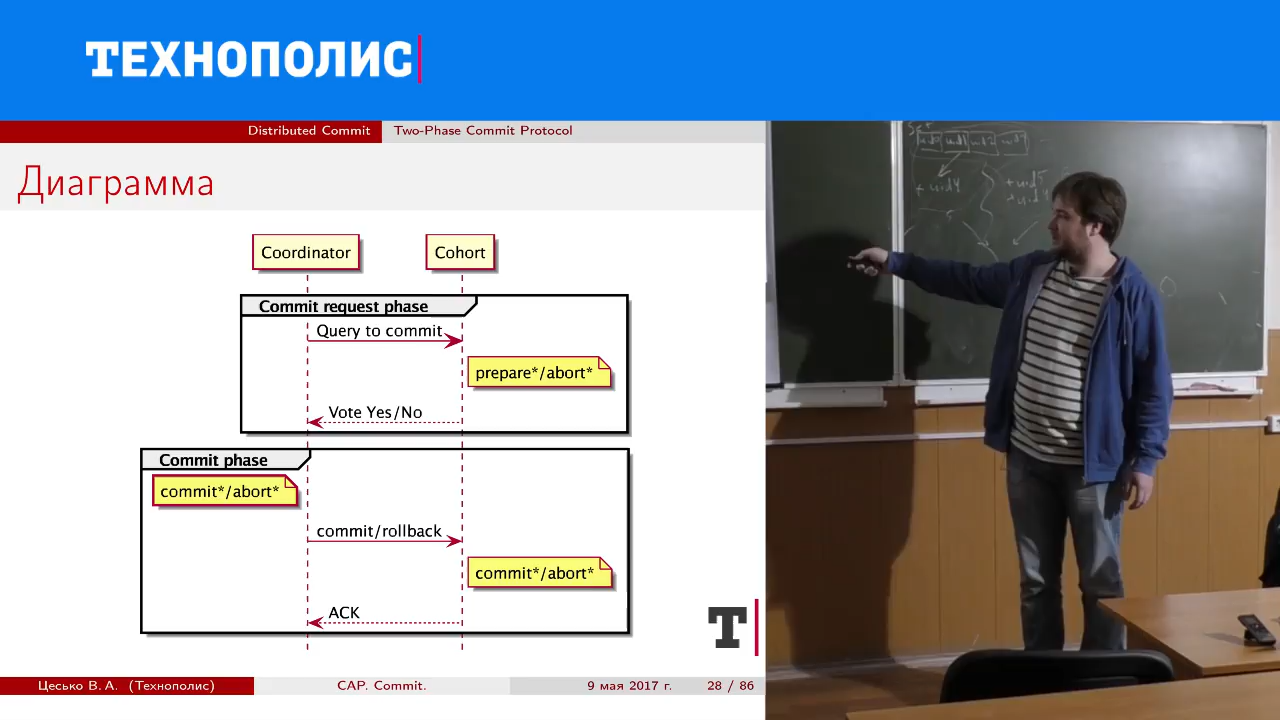 ТЕХНОПОЛИС
Distributed Commit
Two-Phase Commit Protocol
Диаграмма
Coordinator
Cohort
Commit request phase
Query to commit
prepare*/abort*
Vote Yes/No
Commit phase
commit*/abort*
commit/rollback
commit*/abort*
ACK
Т
Цесько В. А. (Технополис)
CAP. Commit.
9 мая 2017 г.
28 / 86